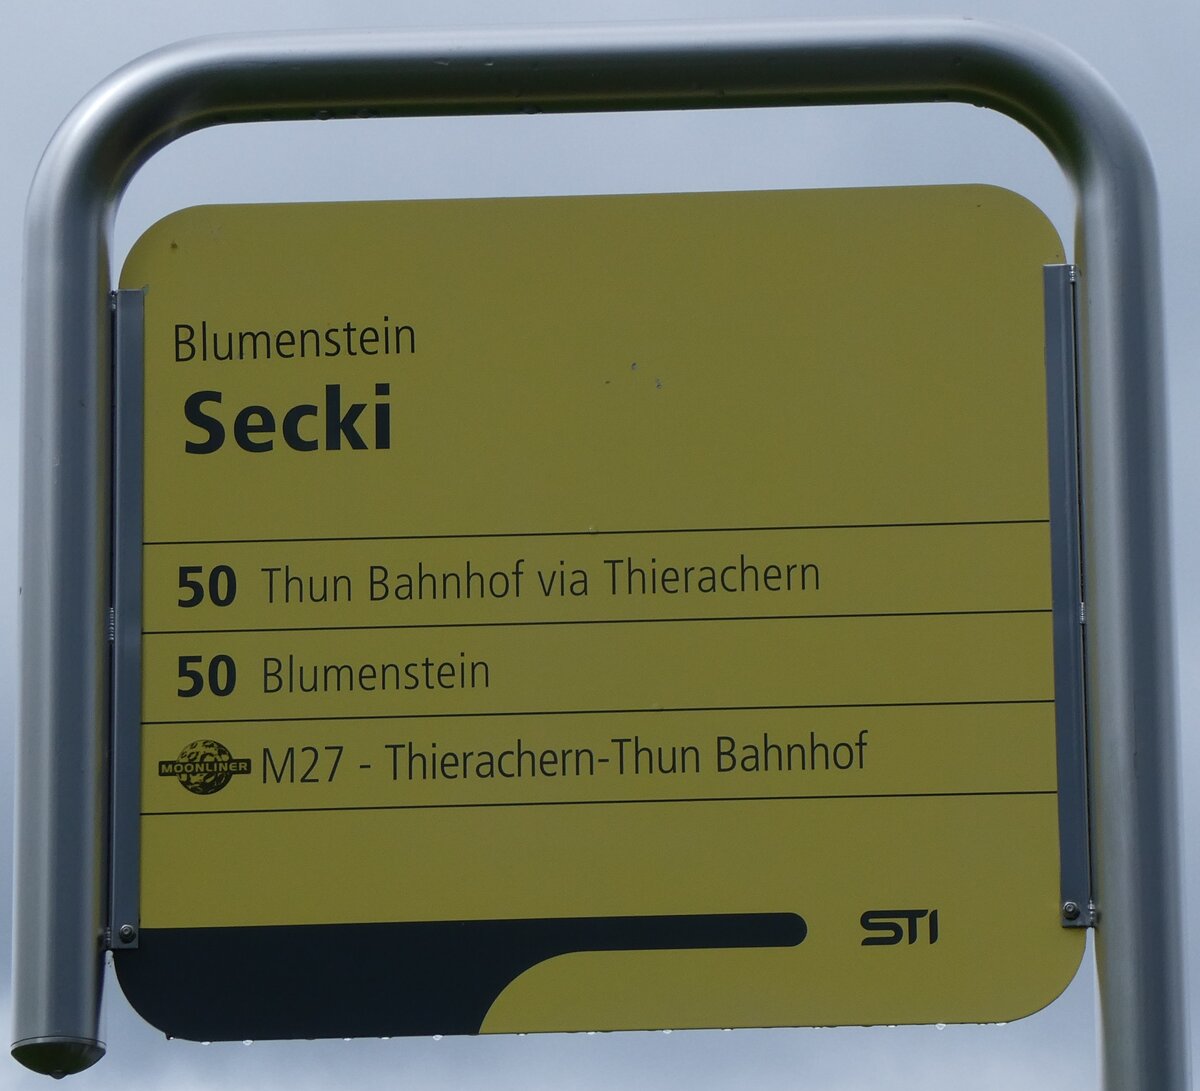 Blumenstein
Secki
50 Thun Bahnhof via Thierachern
50 Blumenstein
MOONLINER M27 - Thierachern-Thun Bahnhof
STI